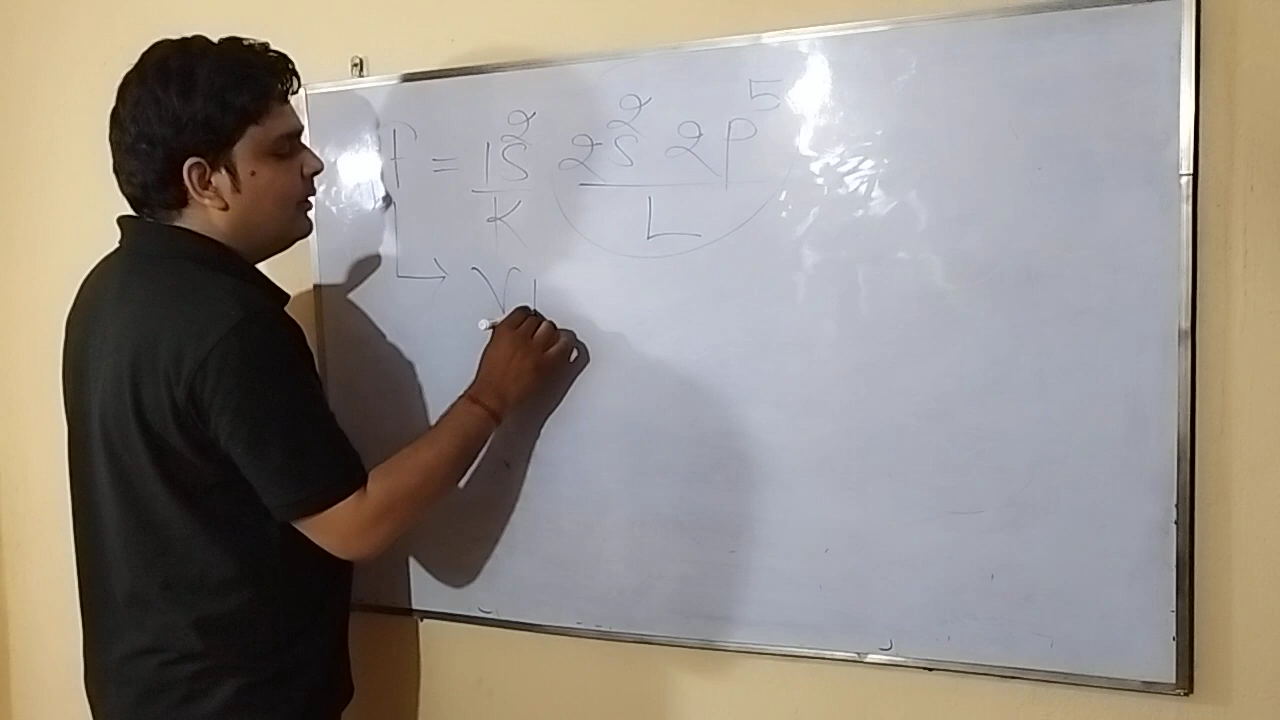 F = 1S² 2S² 2P⁵
K L
→ V